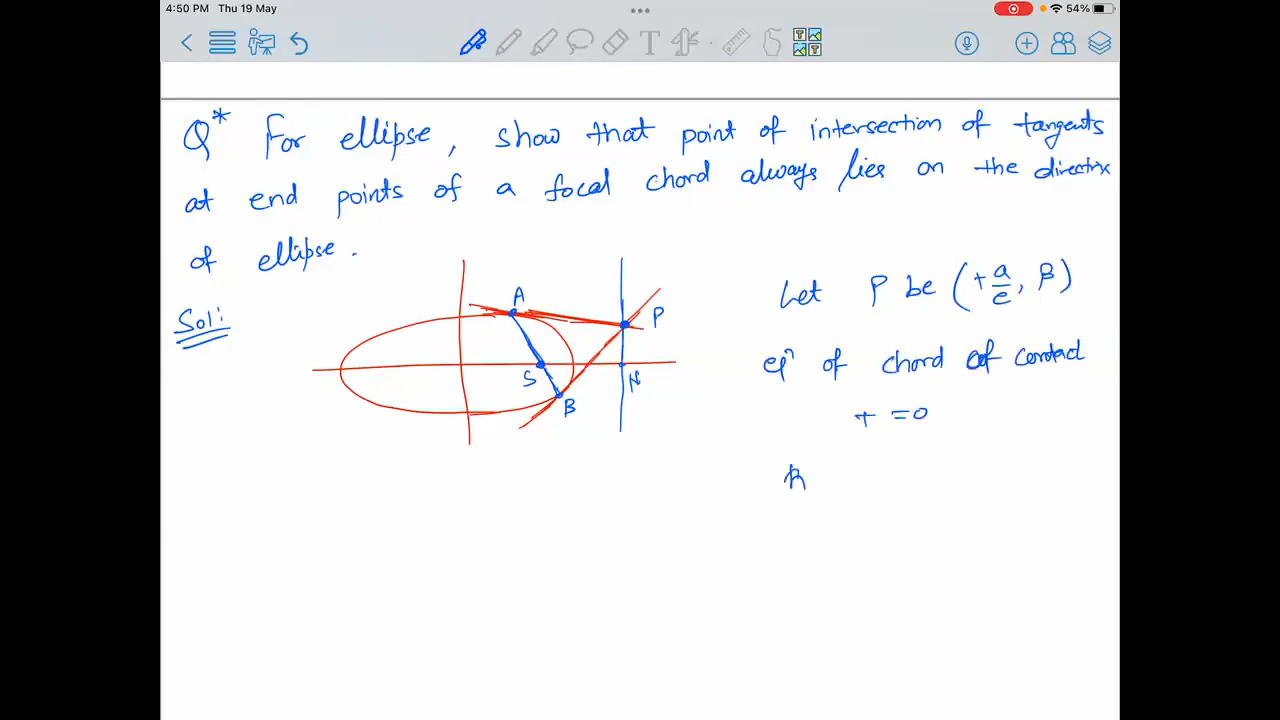 4:50 PM Thu 19 May
54%
Q* For ellipse, show that point of intersection of tangents
at end points of a focal chord always lies on the directrix
of ellipse.
Sol:
A
P
S
N
B
Let P be (+a/e, β)
eqⁿ of chord of contact
T = 0